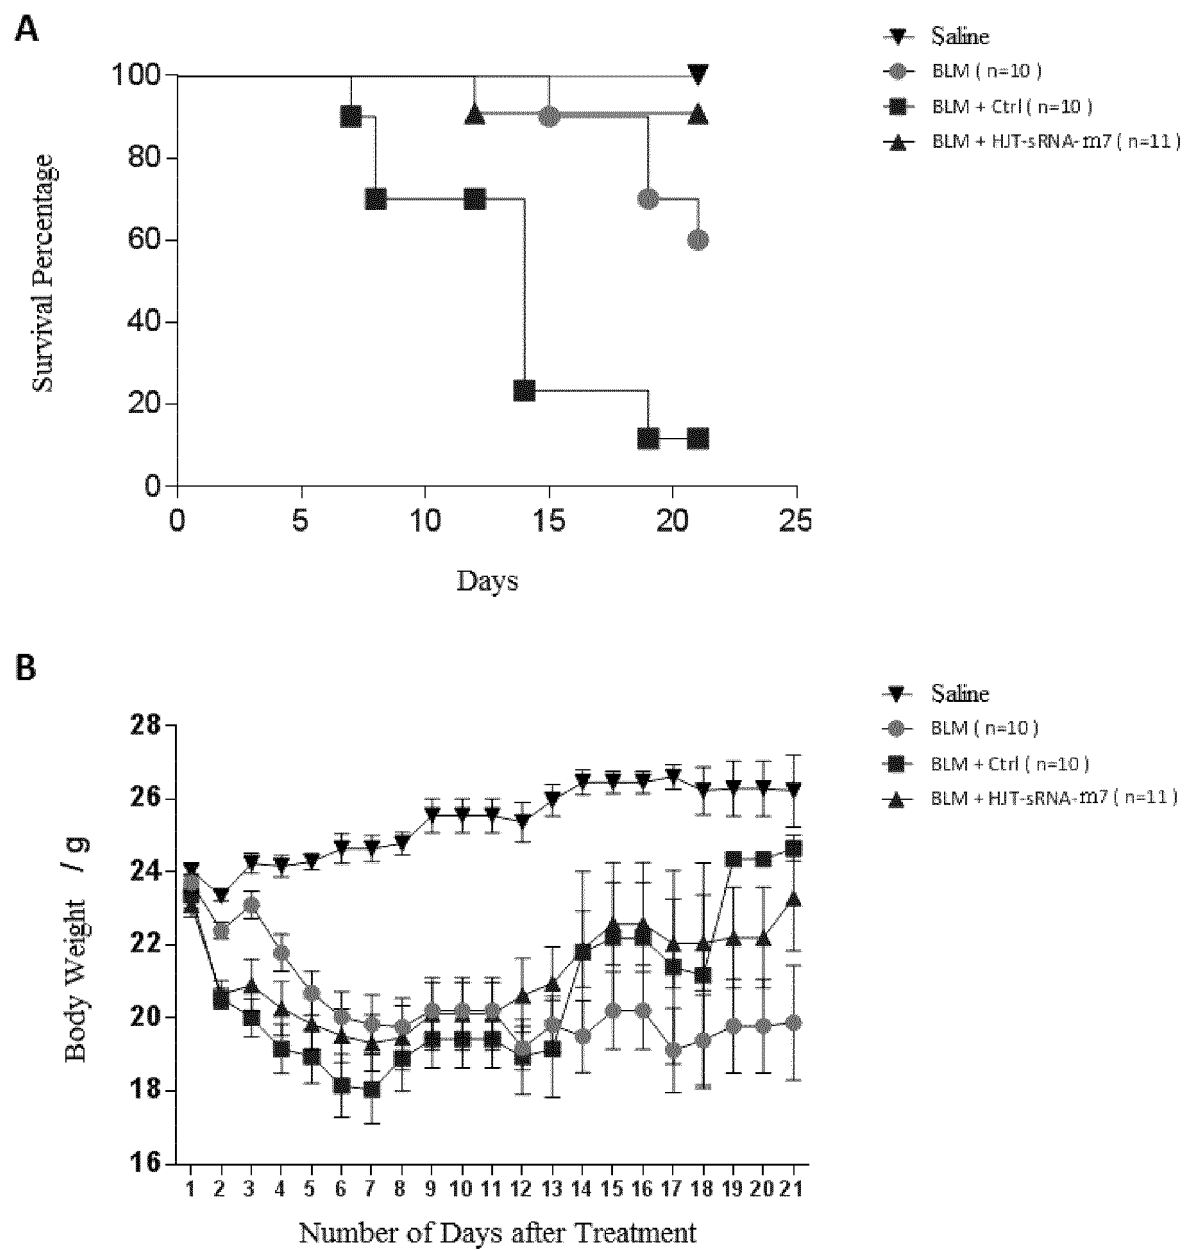 A
Saline
BLM ( n=10 )
BLM + Ctrl ( n=10 )
BLM + HJT-sRNA-m7 ( n=11 )
Survival Percentage
100
80
60
40
20
0
0 5 10 15 20 25
Days
B
Saline
BLM ( n=10 )
BLM + Ctrl ( n=10 )
BLM + HJT-sRNA-m7 ( n=11 )
Body Weight / g
28
26
24
22
20
18
16
1 2 3 4 5 6 7 8 9 10 11 12 13 14 15 16 17 18 19 20 21
Number of Days after Treatment